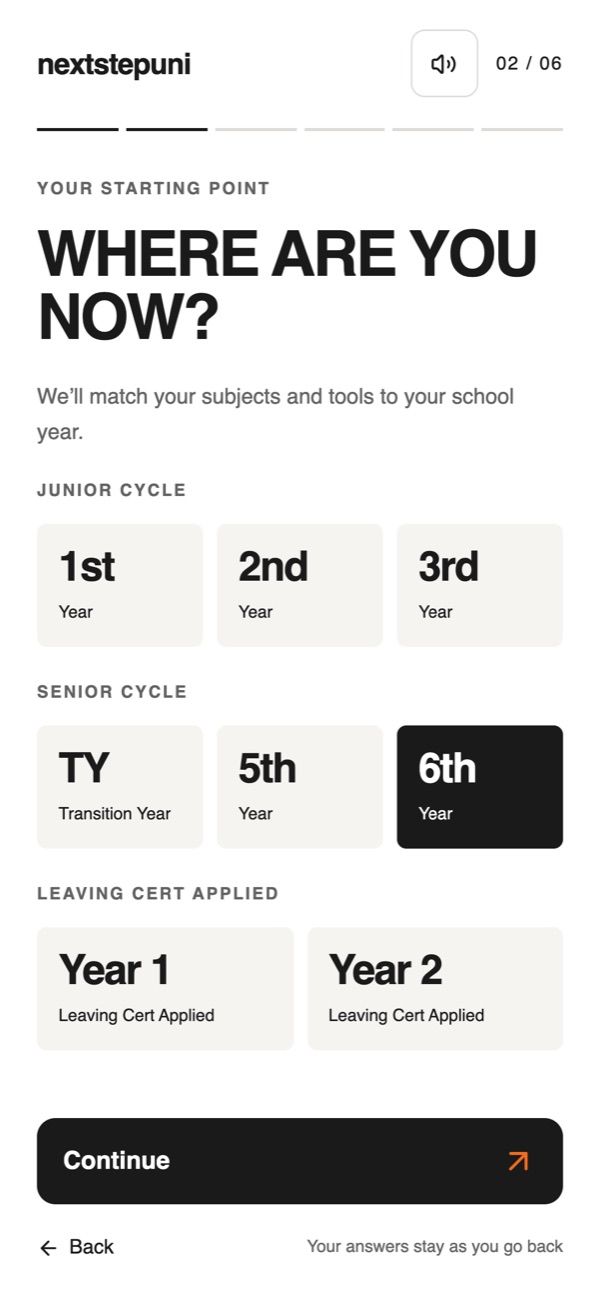 nextstepuni
02 / 06
YOUR STARTING POINT
WHERE ARE YOU
NOW?
We’ll match your subjects and tools to your school
year.
JUNIOR CYCLE
1st
Year
2nd
Year
3rd
Year
SENIOR CYCLE
TY
Transition Year
5th
Year
6th
Year
LEAVING CERT APPLIED
Year 1
Leaving Cert Applied
Year 2
Leaving Cert Applied
Continue
Back
Your answers stay as you go back